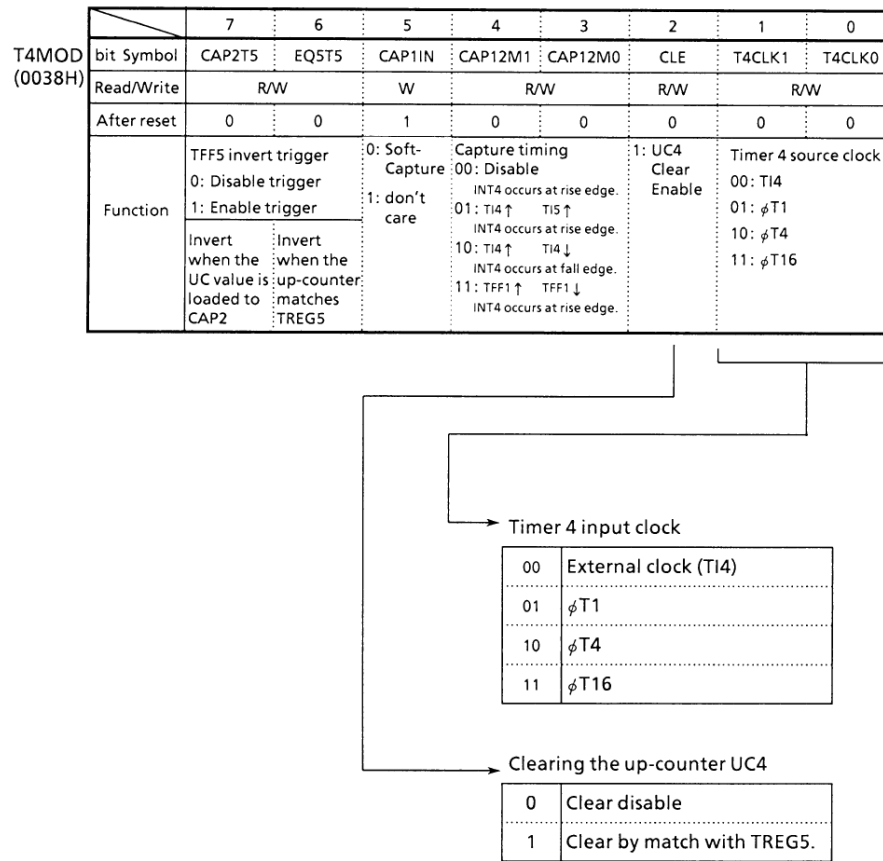 7 6 5 4 3 2 1 0
T4MOD (0038H) bit Symbol CAP2T5 EQ5T5 CAP1IN CAP12M1 CAP12M0 CLE T4CLK1 T4CLK0
Read/Write R/W W R/W R/W R/W
After reset 0 0 1 0 0 0 0 0
Function
TFF5 invert trigger
0: Disable trigger
1: Enable trigger
Invert
when the
UC value is
loaded to
CAP2
Invert
when the
up-counter
matches
TREG5
0: Soft-
Capture
1: don't
care
Capture timing
00: Disable
INT4 occurs at rise edge.
01: TI4↑ TI5↑
INT4 occurs at rise edge.
10: TI4↑ TI4↓
INT4 occurs at fall edge.
11: TFF1↑ TFF1↓
INT4 occurs at rise edge.
1: UC4
Clear
Enable
Timer 4 source clock
00: TI4
01: ϕT1
10: ϕT4
11: ϕT16
Timer 4 input clock
00 External clock (TI4)
01 ϕT1
10 ϕT4
11 ϕT16
Clearing the up-counter UC4
0 Clear disable
1 Clear by match with TREG5.